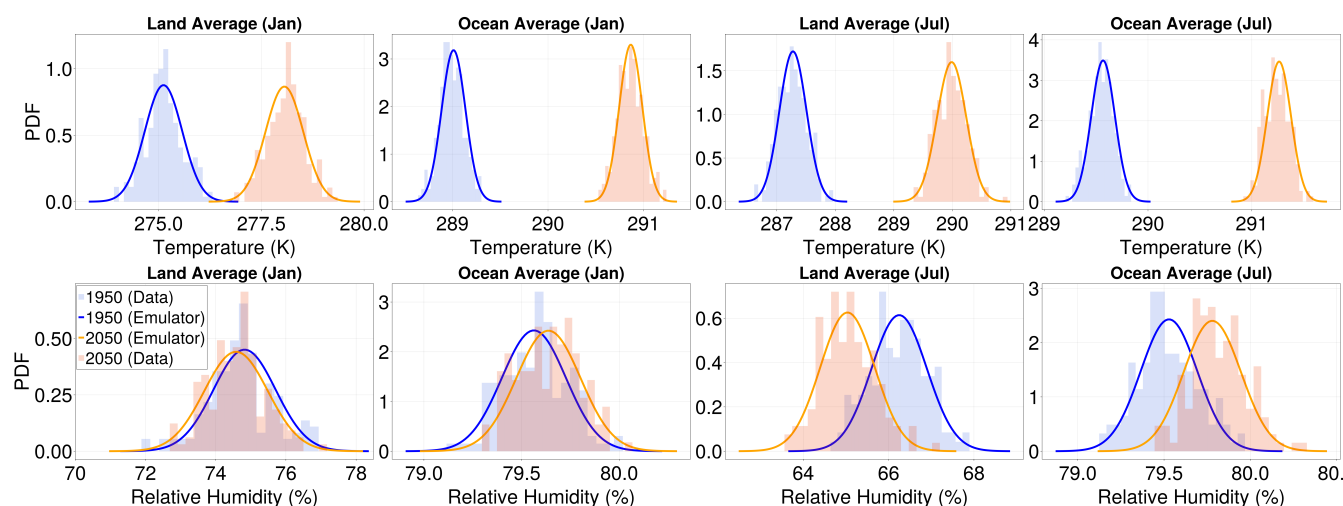 Land Average (Jan)
Ocean Average (Jan)
Land Average (Jul)
Ocean Average (Jul)
PDF
1.0
0.5
0.0
3
2
1
0
1.5
1.0
0.5
0.0
4
3
2
1
0
275.0 277.5 280.0
289 290 291
287 288 289 290 291
289 290 291
Temperature (K)
Temperature (K)
Temperature (K)
Temperature (K)
Land Average (Jan)
Ocean Average (Jan)
Land Average (Jul)
Ocean Average (Jul)
1950 (Data)
1950 (Emulator)
2050 (Emulator)
2050 (Data)
PDF
0.50
0.25
0.00
3
2
1
0
0.6
0.4
0.2
0.0
3
2
1
0
70 72 74 76 78
79.0 79.5 80.0
64 66 68
79.0 79.5 80.0 80.
Relative Humidity (%)
Relative Humidity (%)
Relative Humidity (%)
Relative Humidity (%)